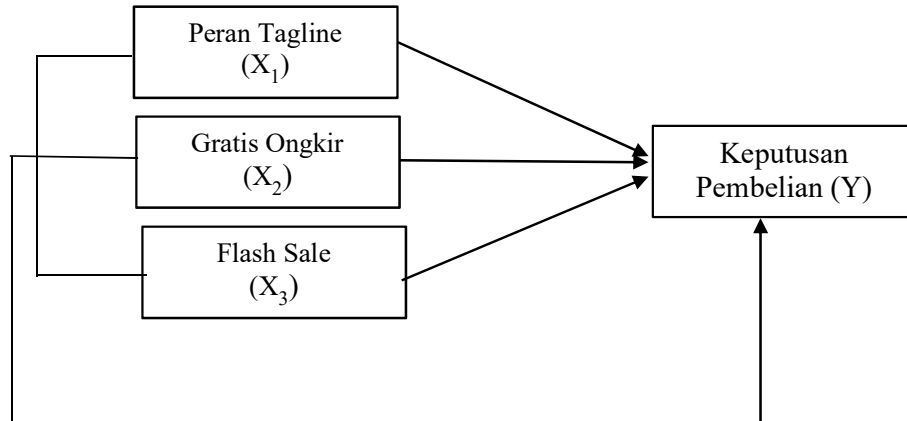 Peran Tagline
(X₁)
Gratis Ongkir
(X₂)
Flash Sale
(X₃)
Keputusan
Pembelian (Y)